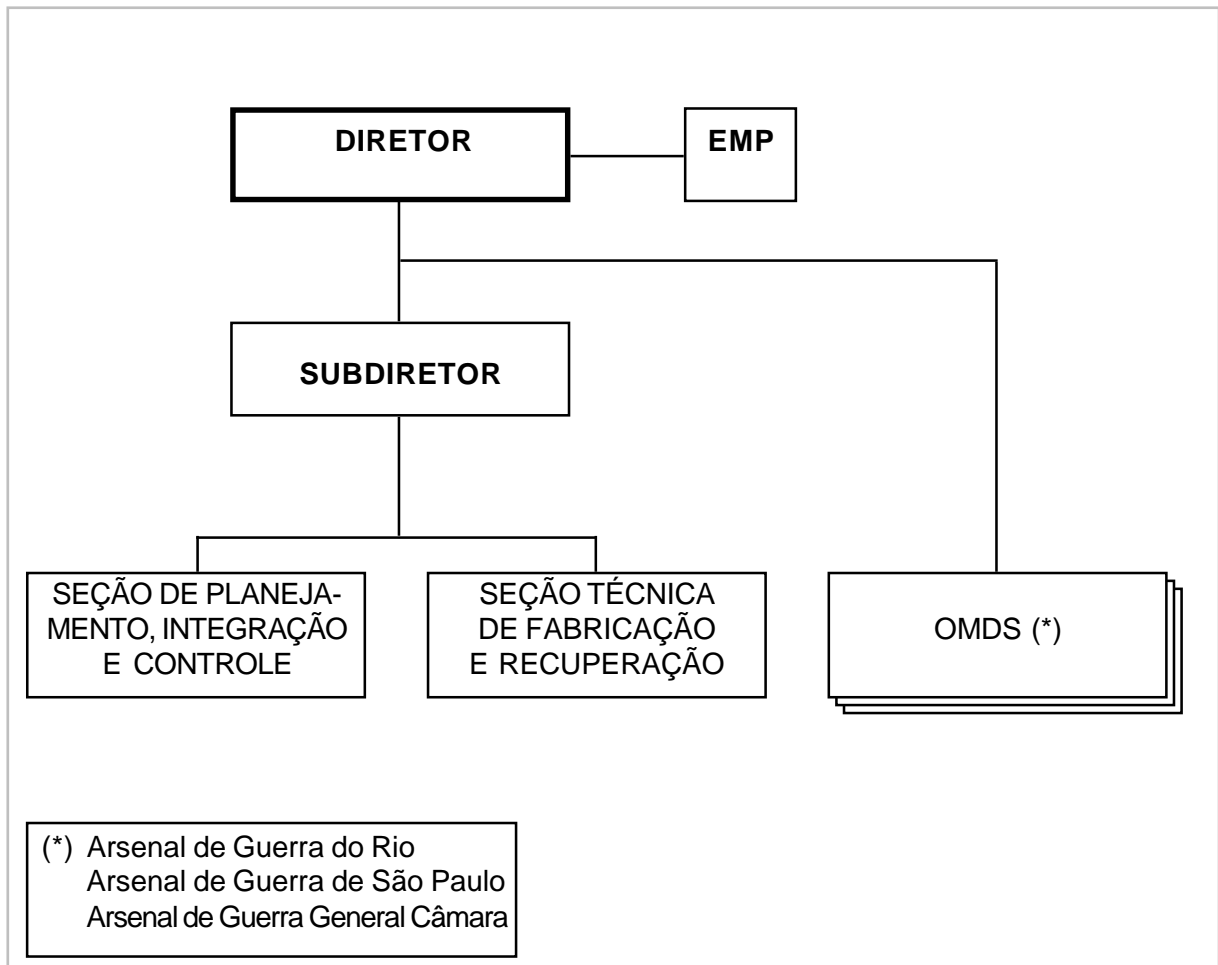 DIRETOR
EMP
SUBDIRETOR
SEÇÃO DE PLANEJA-
MENTO, INTEGRAÇÃO
E CONTROLE
SEÇÃO TÉCNICA
DE FABRICAÇÃO
E RECUPERAÇÃO
OMDS (*)
(*) Arsenal de Guerra do Rio
Arsenal de Guerra de São Paulo
Arsenal de Guerra General Câmara